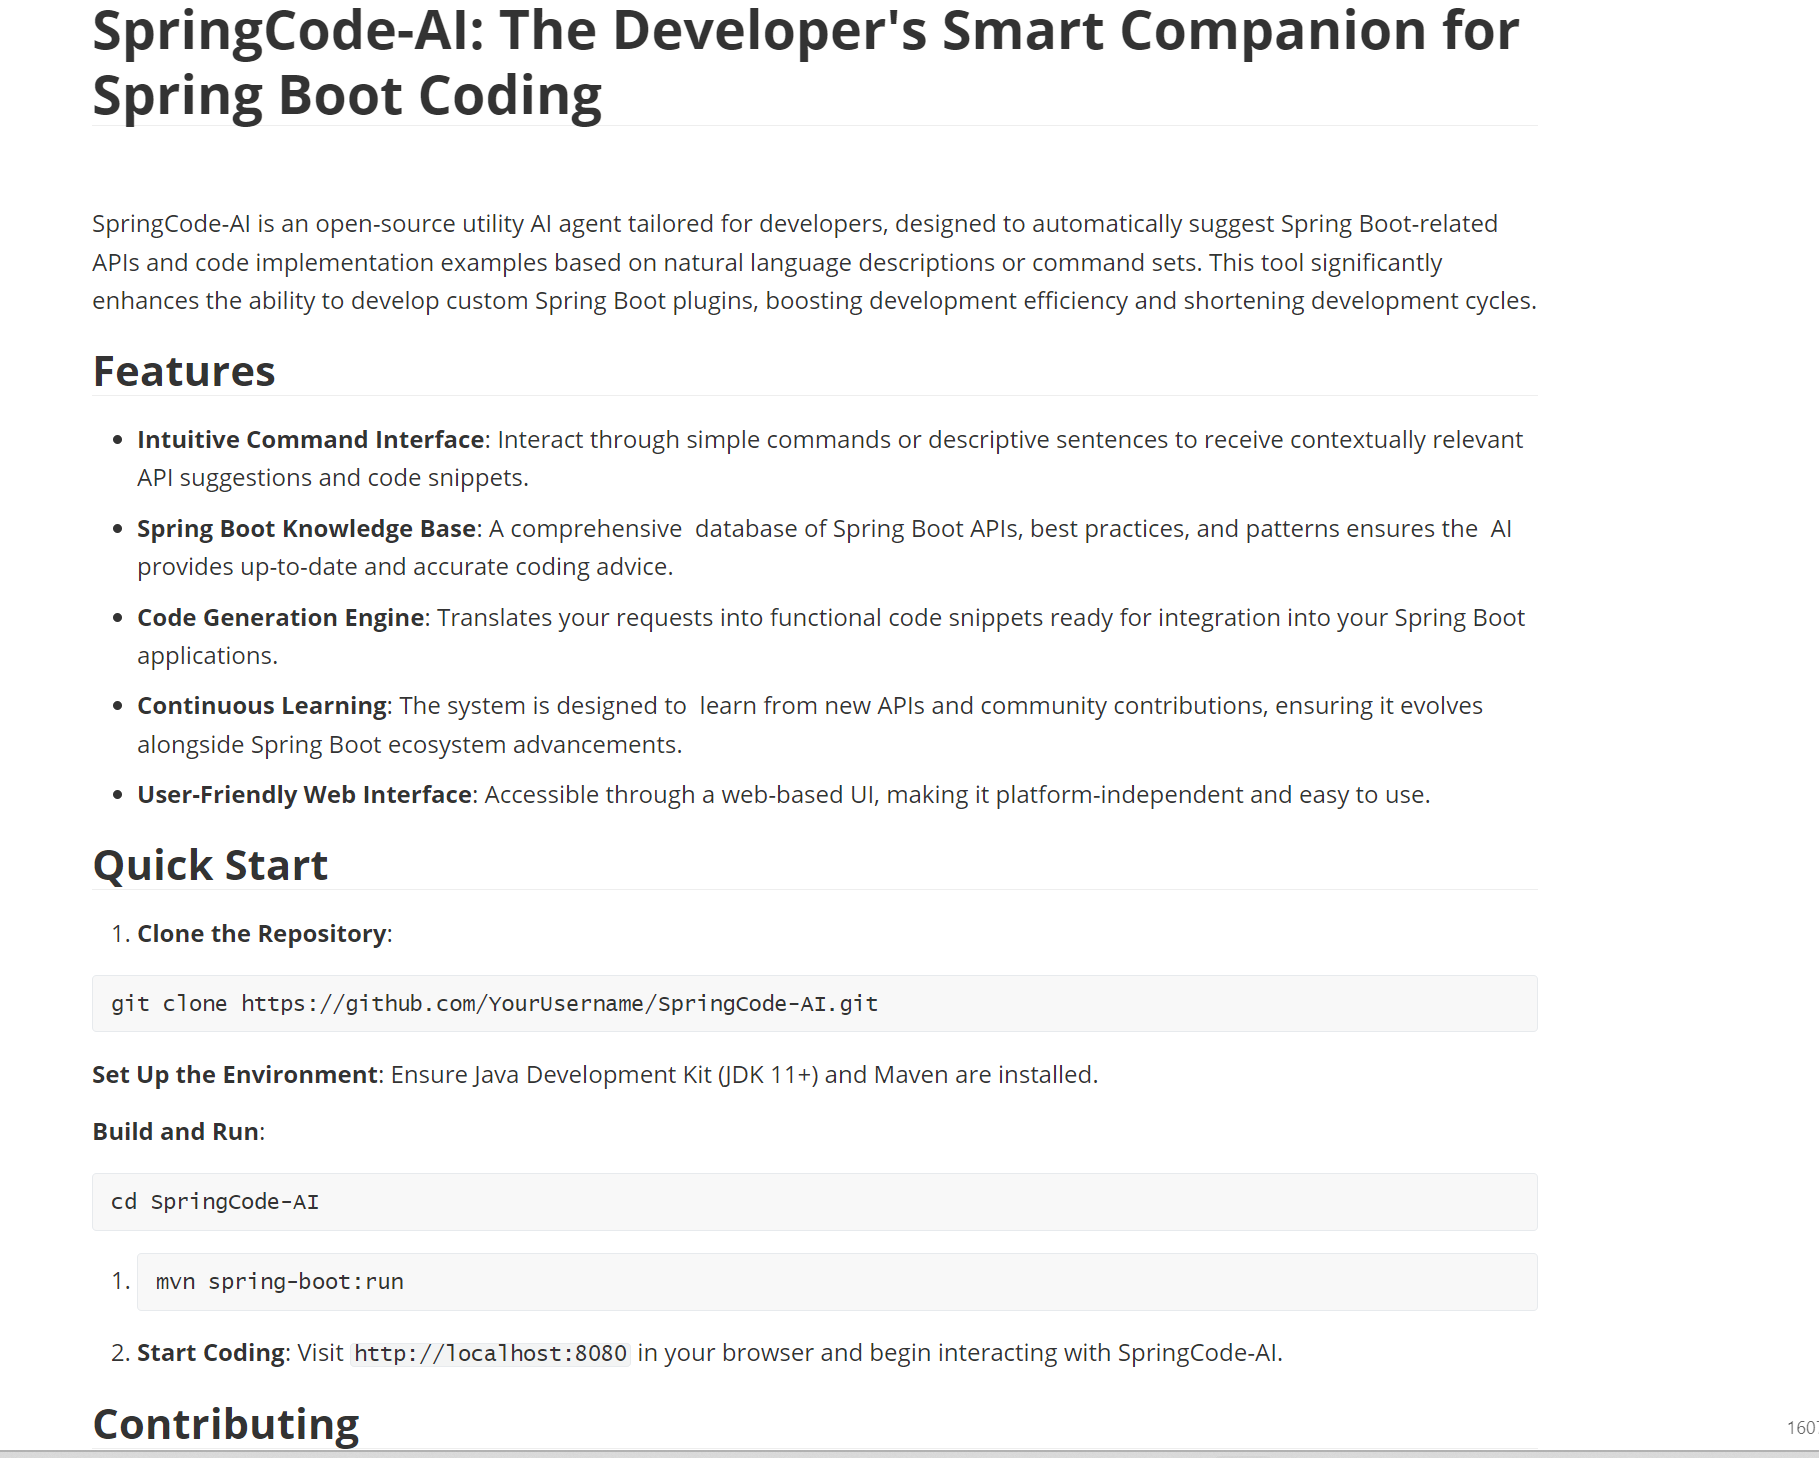 SpringCode-AI: The Developer's Smart Companion for
Spring Boot Coding
SpringCode-AI is an open-source utility AI agent tailored for developers, designed to automatically suggest Spring Boot-related
APIs and code implementation examples based on natural language descriptions or command sets. This tool significantly
enhances the ability to develop custom Spring Boot plugins, boosting development efficiency and shortening development cycles.
Features
• Intuitive Command Interface: Interact through simple commands or descriptive sentences to receive contextually relevant
API suggestions and code snippets.
• Spring Boot Knowledge Base: A comprehensive  database of Spring Boot APIs, best practices, and patterns ensures the  AI
provides up-to-date and accurate coding advice.
• Code Generation Engine: Translates your requests into functional code snippets ready for integration into your Spring Boot
applications.
• Continuous Learning: The system is designed to  learn from new APIs and community contributions, ensuring it evolves
alongside Spring Boot ecosystem advancements.
• User-Friendly Web Interface: Accessible through a web-based UI, making it platform-independent and easy to use.
Quick Start
1. Clone the Repository:
git clone https://github.com/YourUsername/SpringCode-AI.git
Set Up the Environment: Ensure Java Development Kit (JDK 11+) and Maven are installed.
Build and Run:
cd SpringCode-AI
1. mvn spring-boot:run
2. Start Coding: Visit http://localhost:8080 in your browser and begin interacting with SpringCode-AI.
Contributing